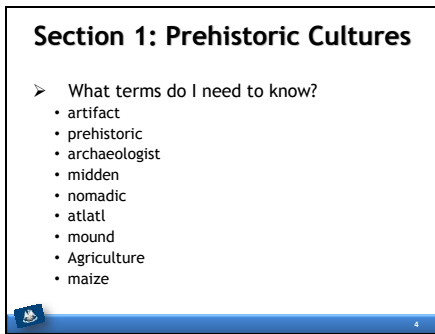 Section 1: Prehistoric Cultures
➢ What terms do I need to know?
• artifact
• prehistoric
• archaeologist
• midden
• nomadic
• atlatl
• mound
• Agriculture
• maize
4